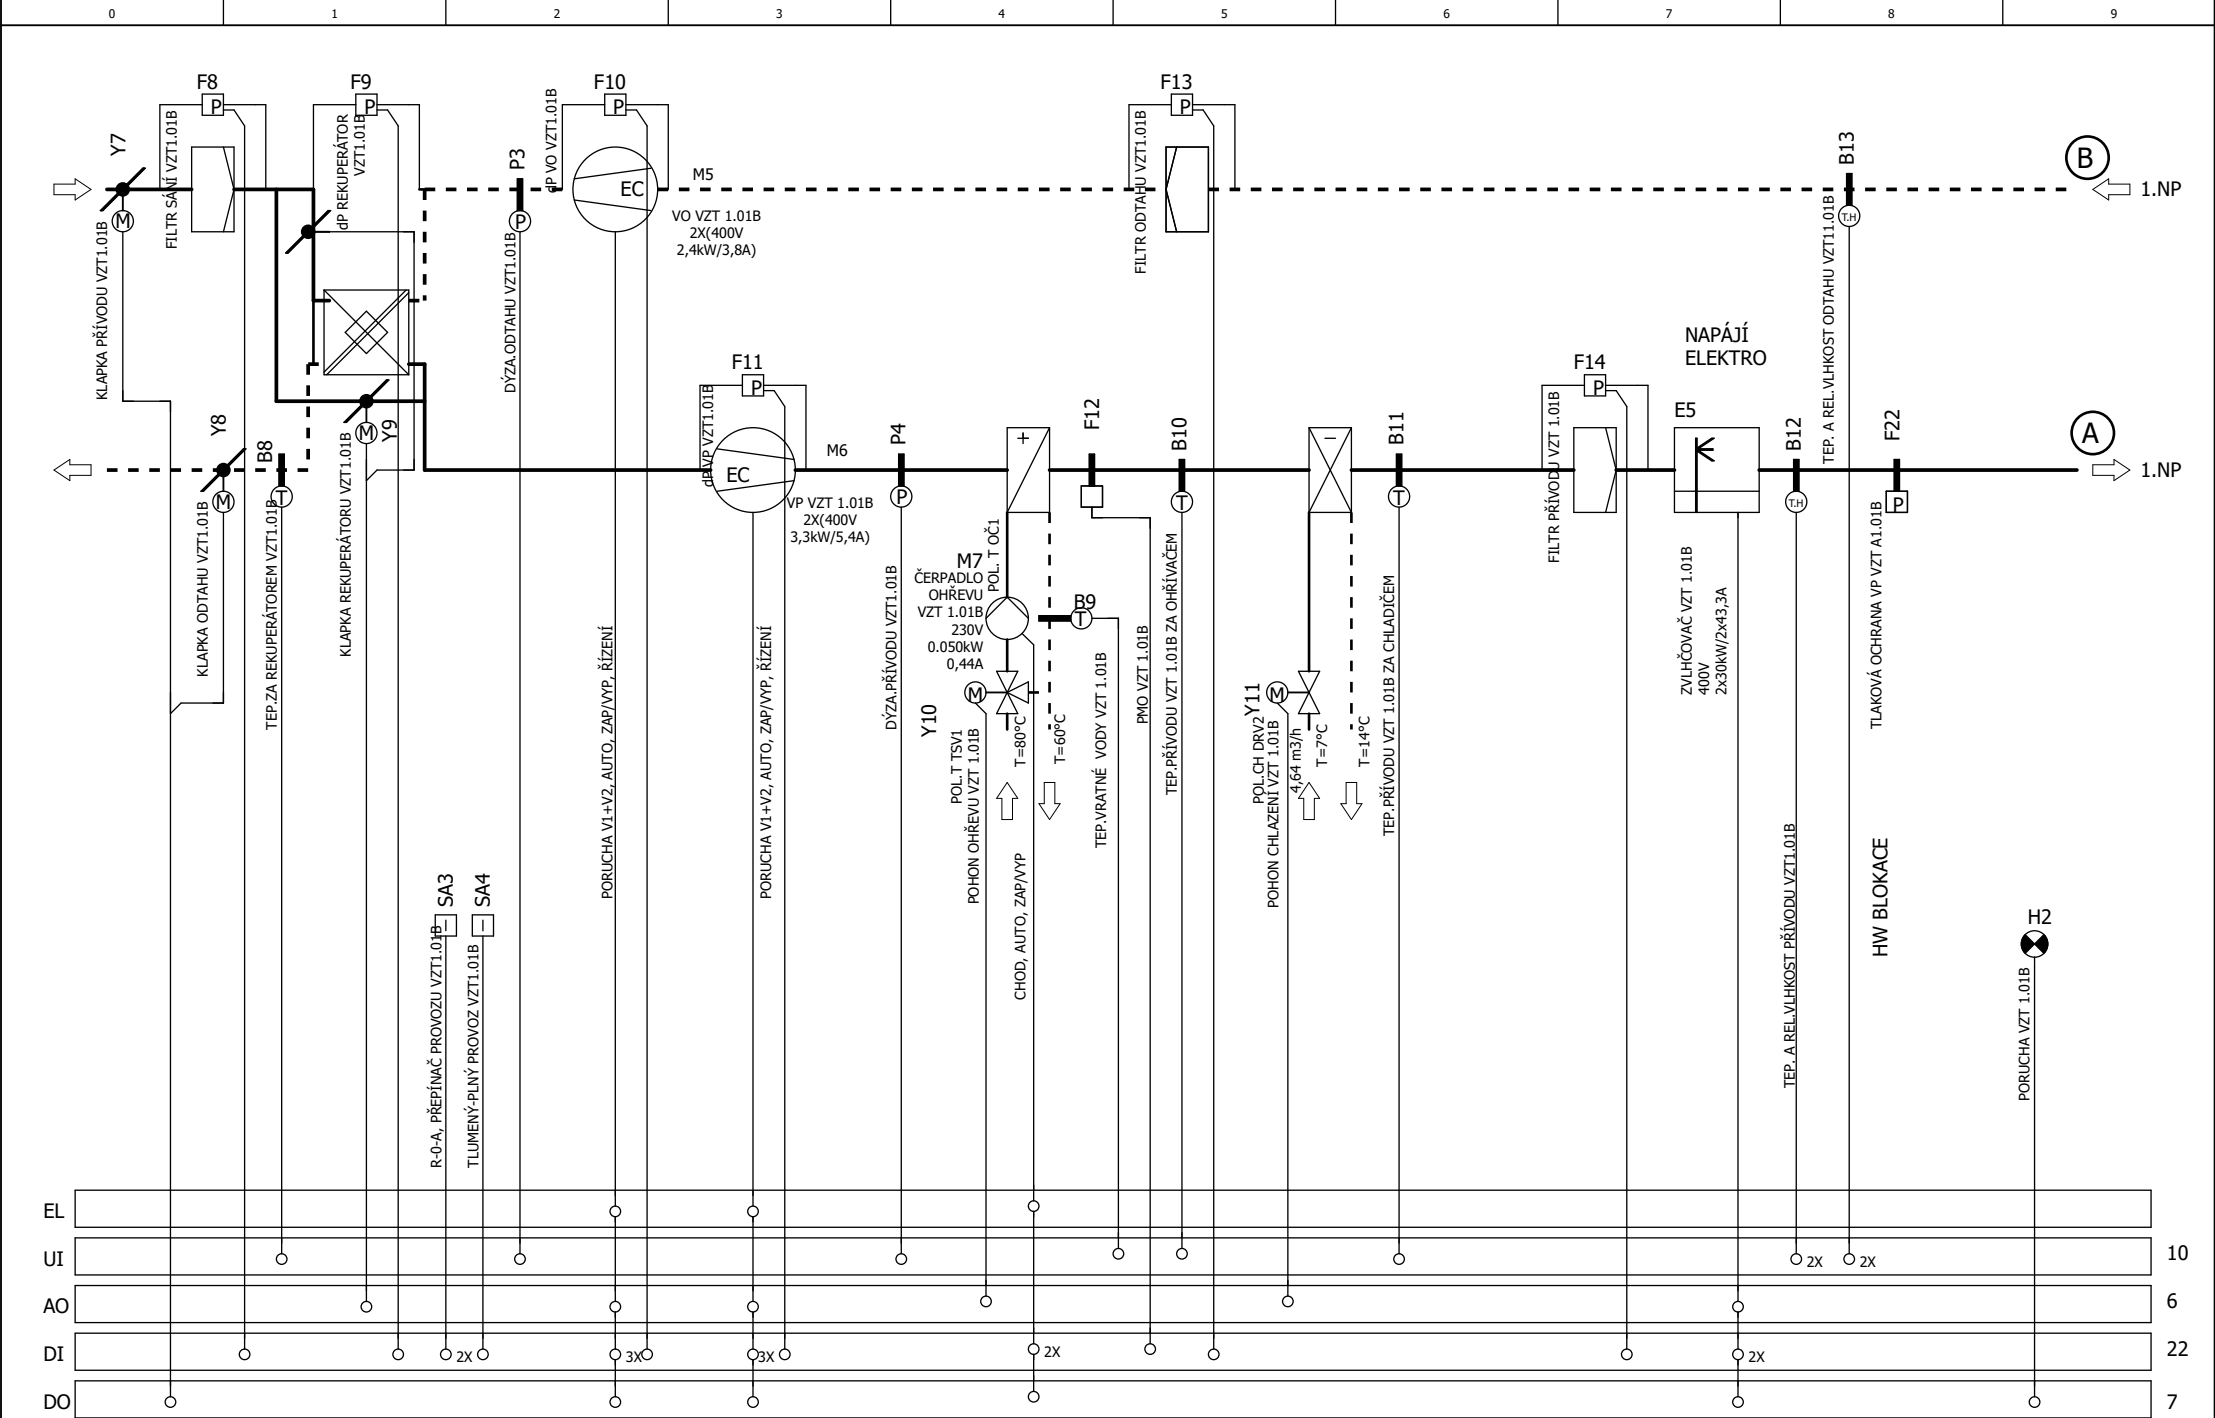 0 1 2 3 4 5 6 7 8 9
F8
P
FILTR SÁNÍ VZT1.01B
F9
P
dP REKUPERÁTOR
VZT1.01B
F10
P
dP VO VZT1.01B
F13
P
FILTR ODTAHU VZT1.01B
Y7
M
KLAPKA PŘÍVODU VZT1.01B
P3
P
DÝZA.ODTAHU VZT1.01B
EC
M5
VO VZT 1.01B
2X(400V
2,4kW/3,8A)
B13
T.H
TEP. A REL.VLHKOST ODTAHU VZT11.01B
B
1.NP
Y8
M
KLAPKA ODTAHU VZT1.01B
B8
T
TEP.ZA REKUPERÁTOREM VZT1.01B
Y9
M
KLAPKA REKUPERÁTORU VZT1.01B
F11
P
dP VP VZT1.01B
EC
M6
VP VZT 1.01B
2X(400V
3,3kW/5,4A)
P4
P
DÝZA.PŘÍVODU VZT1.01B
+
POL. T OČ1
M7
ČERPADLO
OHŘEVU
VZT 1.01B
230V
0.050kW
0,44A
B9
T
TEP.VRATNÉ VODY VZT 1.01B
F12
PMO VZT 1.01B
B10
T
TEP.PŘÍVODU VZT 1.01B ZA OHŘÍVAČEM
Y10
M
POL.T TSV1
POHON OHŘEVU VZT 1.01B
T=80°C
T=60°C
CHOD, AUTO, ZAP/VYP
−
Y11
M
POL.CH DRV2
POHON CHLAZENÍ VZT 1.01B
4,64 m3/h
T=7°C
T=14°C
B11
T
TEP.PŘÍVODU VZT 1.01B ZA CHLADIČEM
F14
P
FILTR PŘÍVODU VZT 1.01B
NAPÁJÍ
ELEKTRO
E5
ZVLHČOVAČ VZT 1.01B
400V
2x30kW/2x43,3A
B12
T.H
TEP. A REL.VLHKOST PŘÍVODU VZT1.01B
F22
P
TLAKOVÁ OCHRANA VP VZT A1.01B
A
1.NP
HW BLOKACE
H2
PORUCHA VZT 1.01B
SA3
R-0-A, PŘEPÍNAČ PROVOZU VZT1.01B
SA4
TLUMENÝ-PLNÝ PROVOZ VZT1.01B
PORUCHA V1+V2, AUTO, ZAP/VYP, ŘÍZENÍ
PORUCHA V1+V2, AUTO, ZAP/VYP, ŘÍZENÍ
EL
UI 2X 2X 10
AO 6
DI 2X 3X 3X 2X 2X 22
DO 7